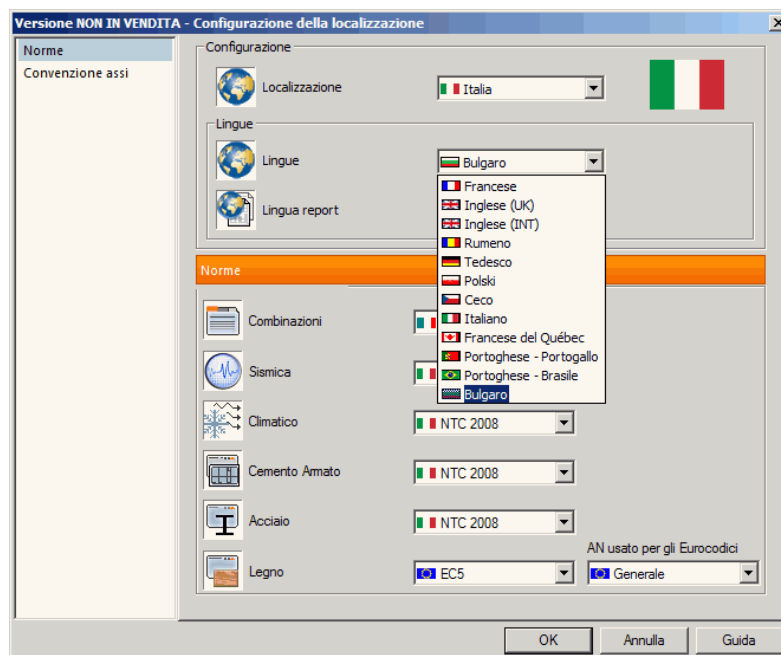 Versione NON IN VENDITA - Configurazione della localizzazione
Norme
Convenzione assi
Configurazione
Localizzazione
Italia
Lingue
Lingue
Bulgaro
Lingua report
Francese
Inglese (UK)
Inglese (INT)
Rumeno
Tedesco
Polski
Ceco
Italiano
Francese del Québec
Portoghese - Portogallo
Portoghese - Brasile
Bulgaro
Norme
Combinazioni
Sismica
Climatico
NTC 2008
Cemento Armato
NTC 2008
Acciaio
NTC 2008
AN usato per gli Eurocodici
Legno
EC5
Generale
OK
Annulla
Guida